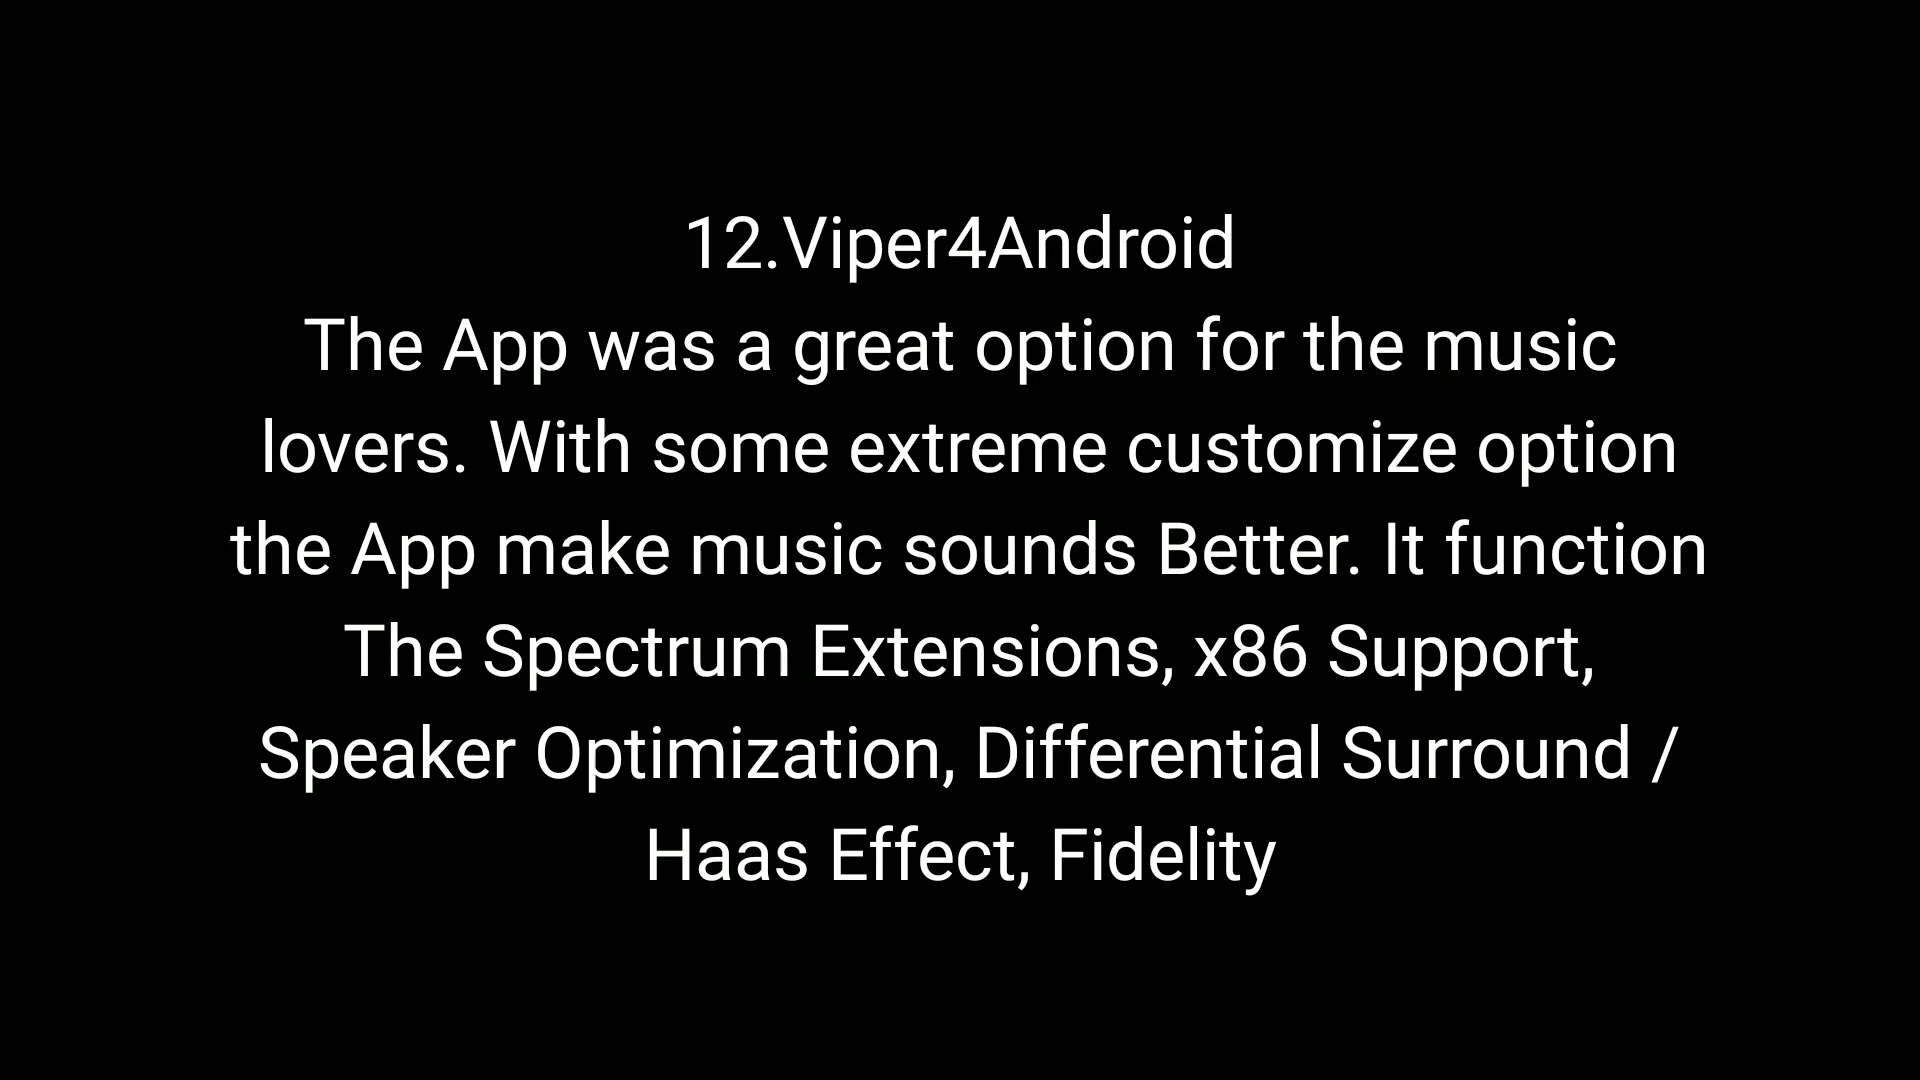 12.Viper4Android
The App was a great option for the music
lovers. With some extreme customize option
the App make music sounds Better. It function
The Spectrum Extensions, x86 Support,
Speaker Optimization, Differential Surround /
Haas Effect, Fidelity